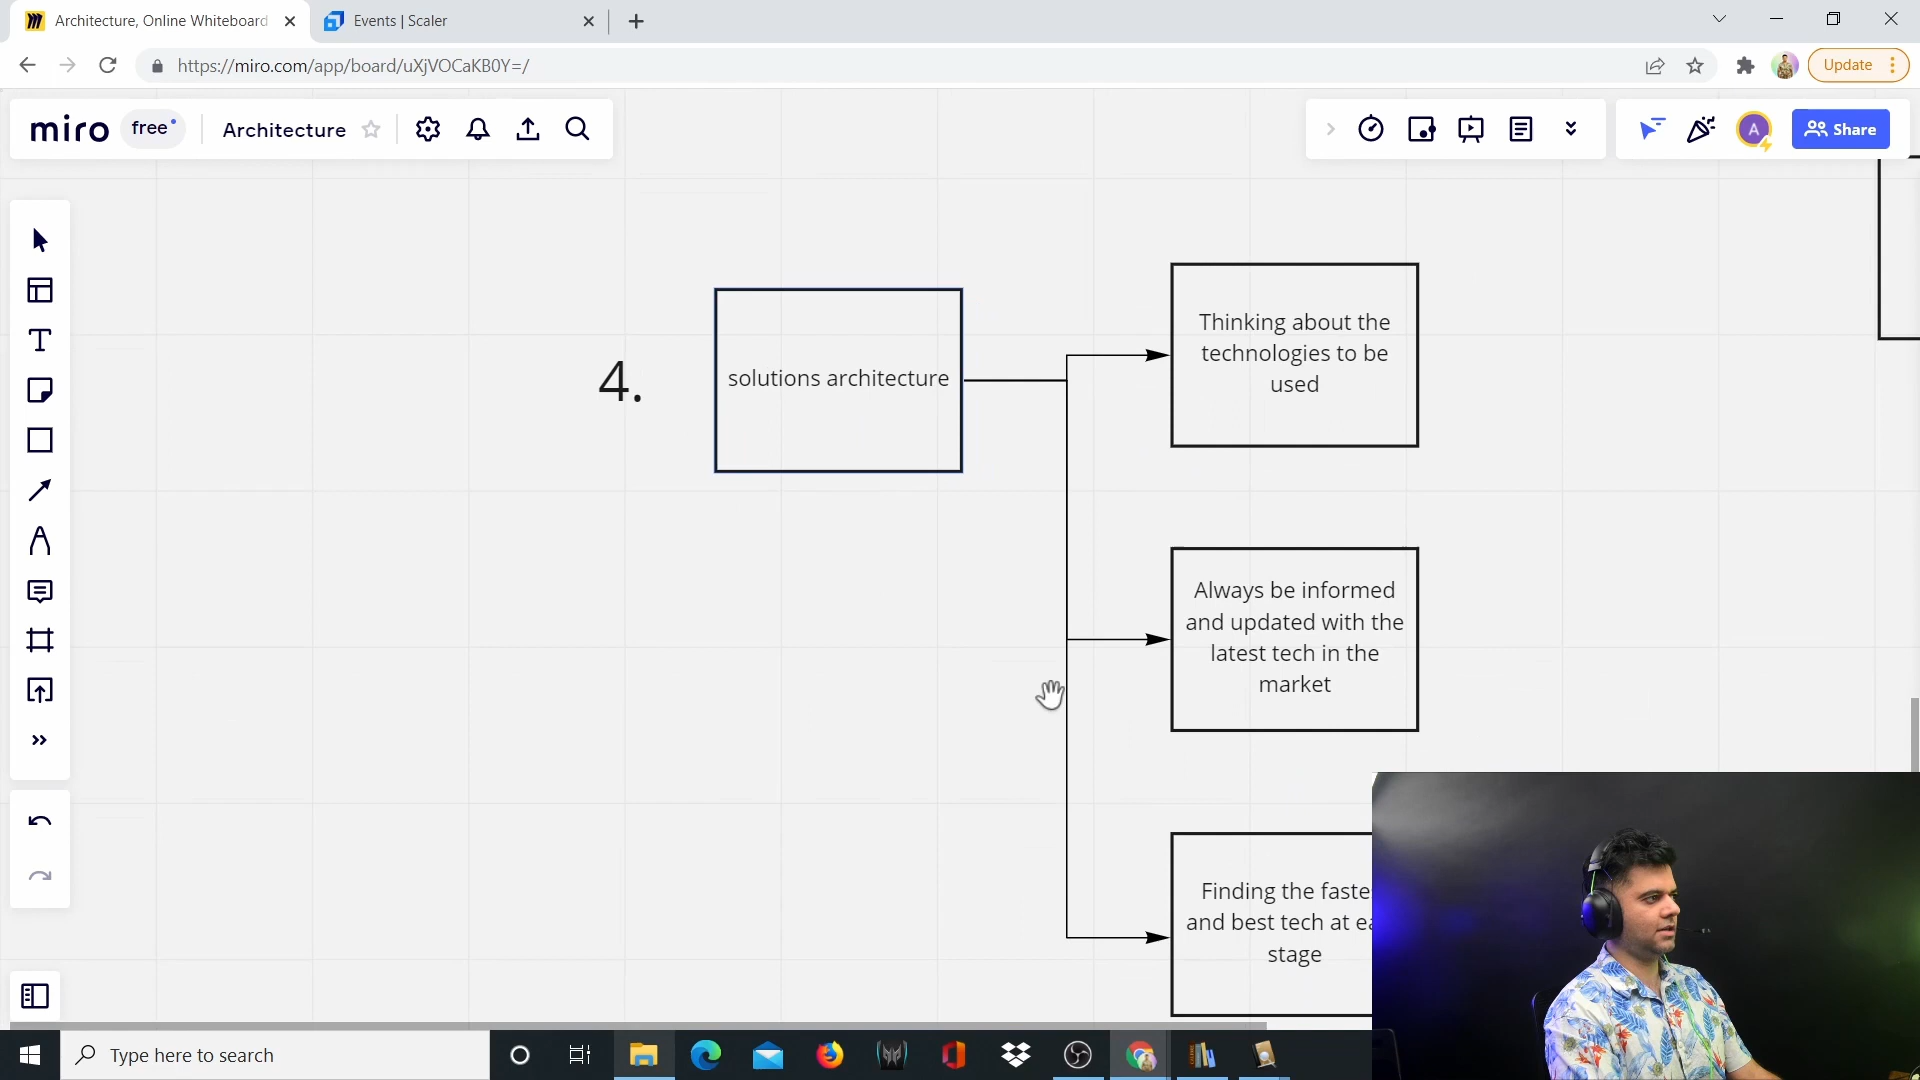 Architecture, Online Whiteboard
Events | Scaler
https://miro.com/app/board/uXjVOCaKB0Y=/
Update
miro
free
Architecture
A
Share
4.
solutions architecture
Thinking about the
technologies to be
used
Always be informed
and updated with the
latest tech in the
market
Finding the faste
and best tech at ea
stage
Type here to search